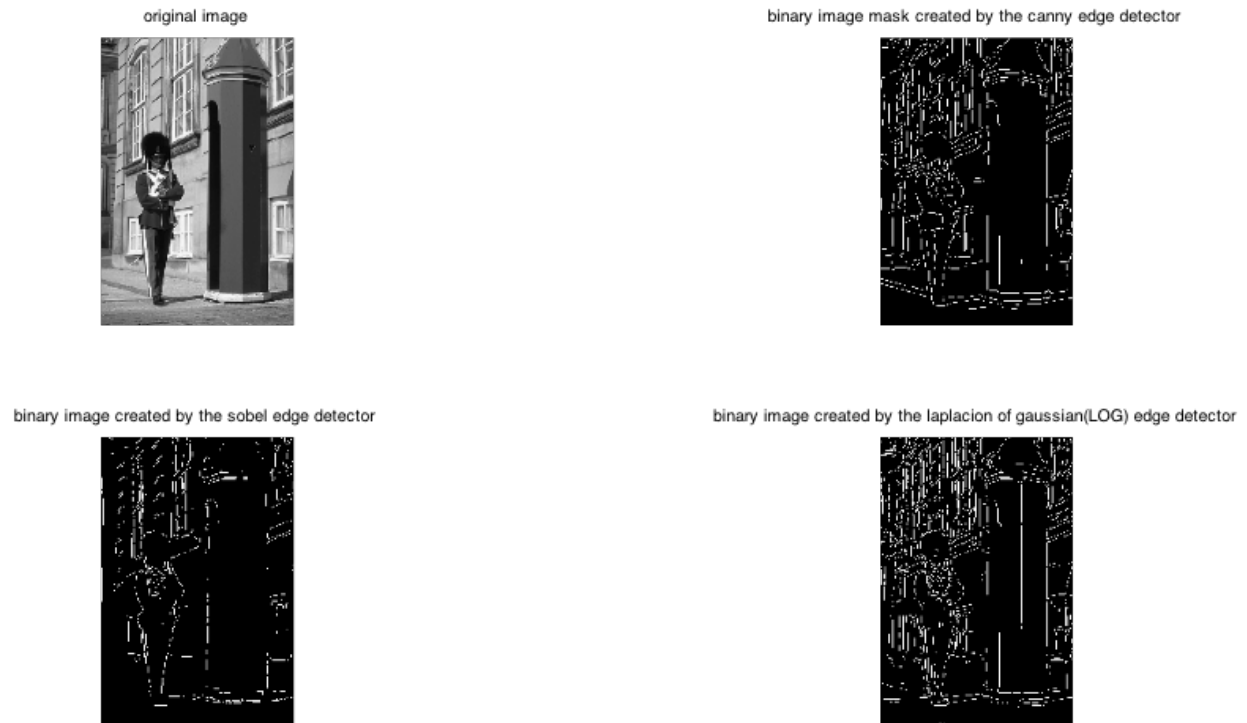 original image
binary image mask created by the canny edge detector
binary image created by the sobel edge detector
binary image created by the laplacion of gaussian(LOG) edge detector